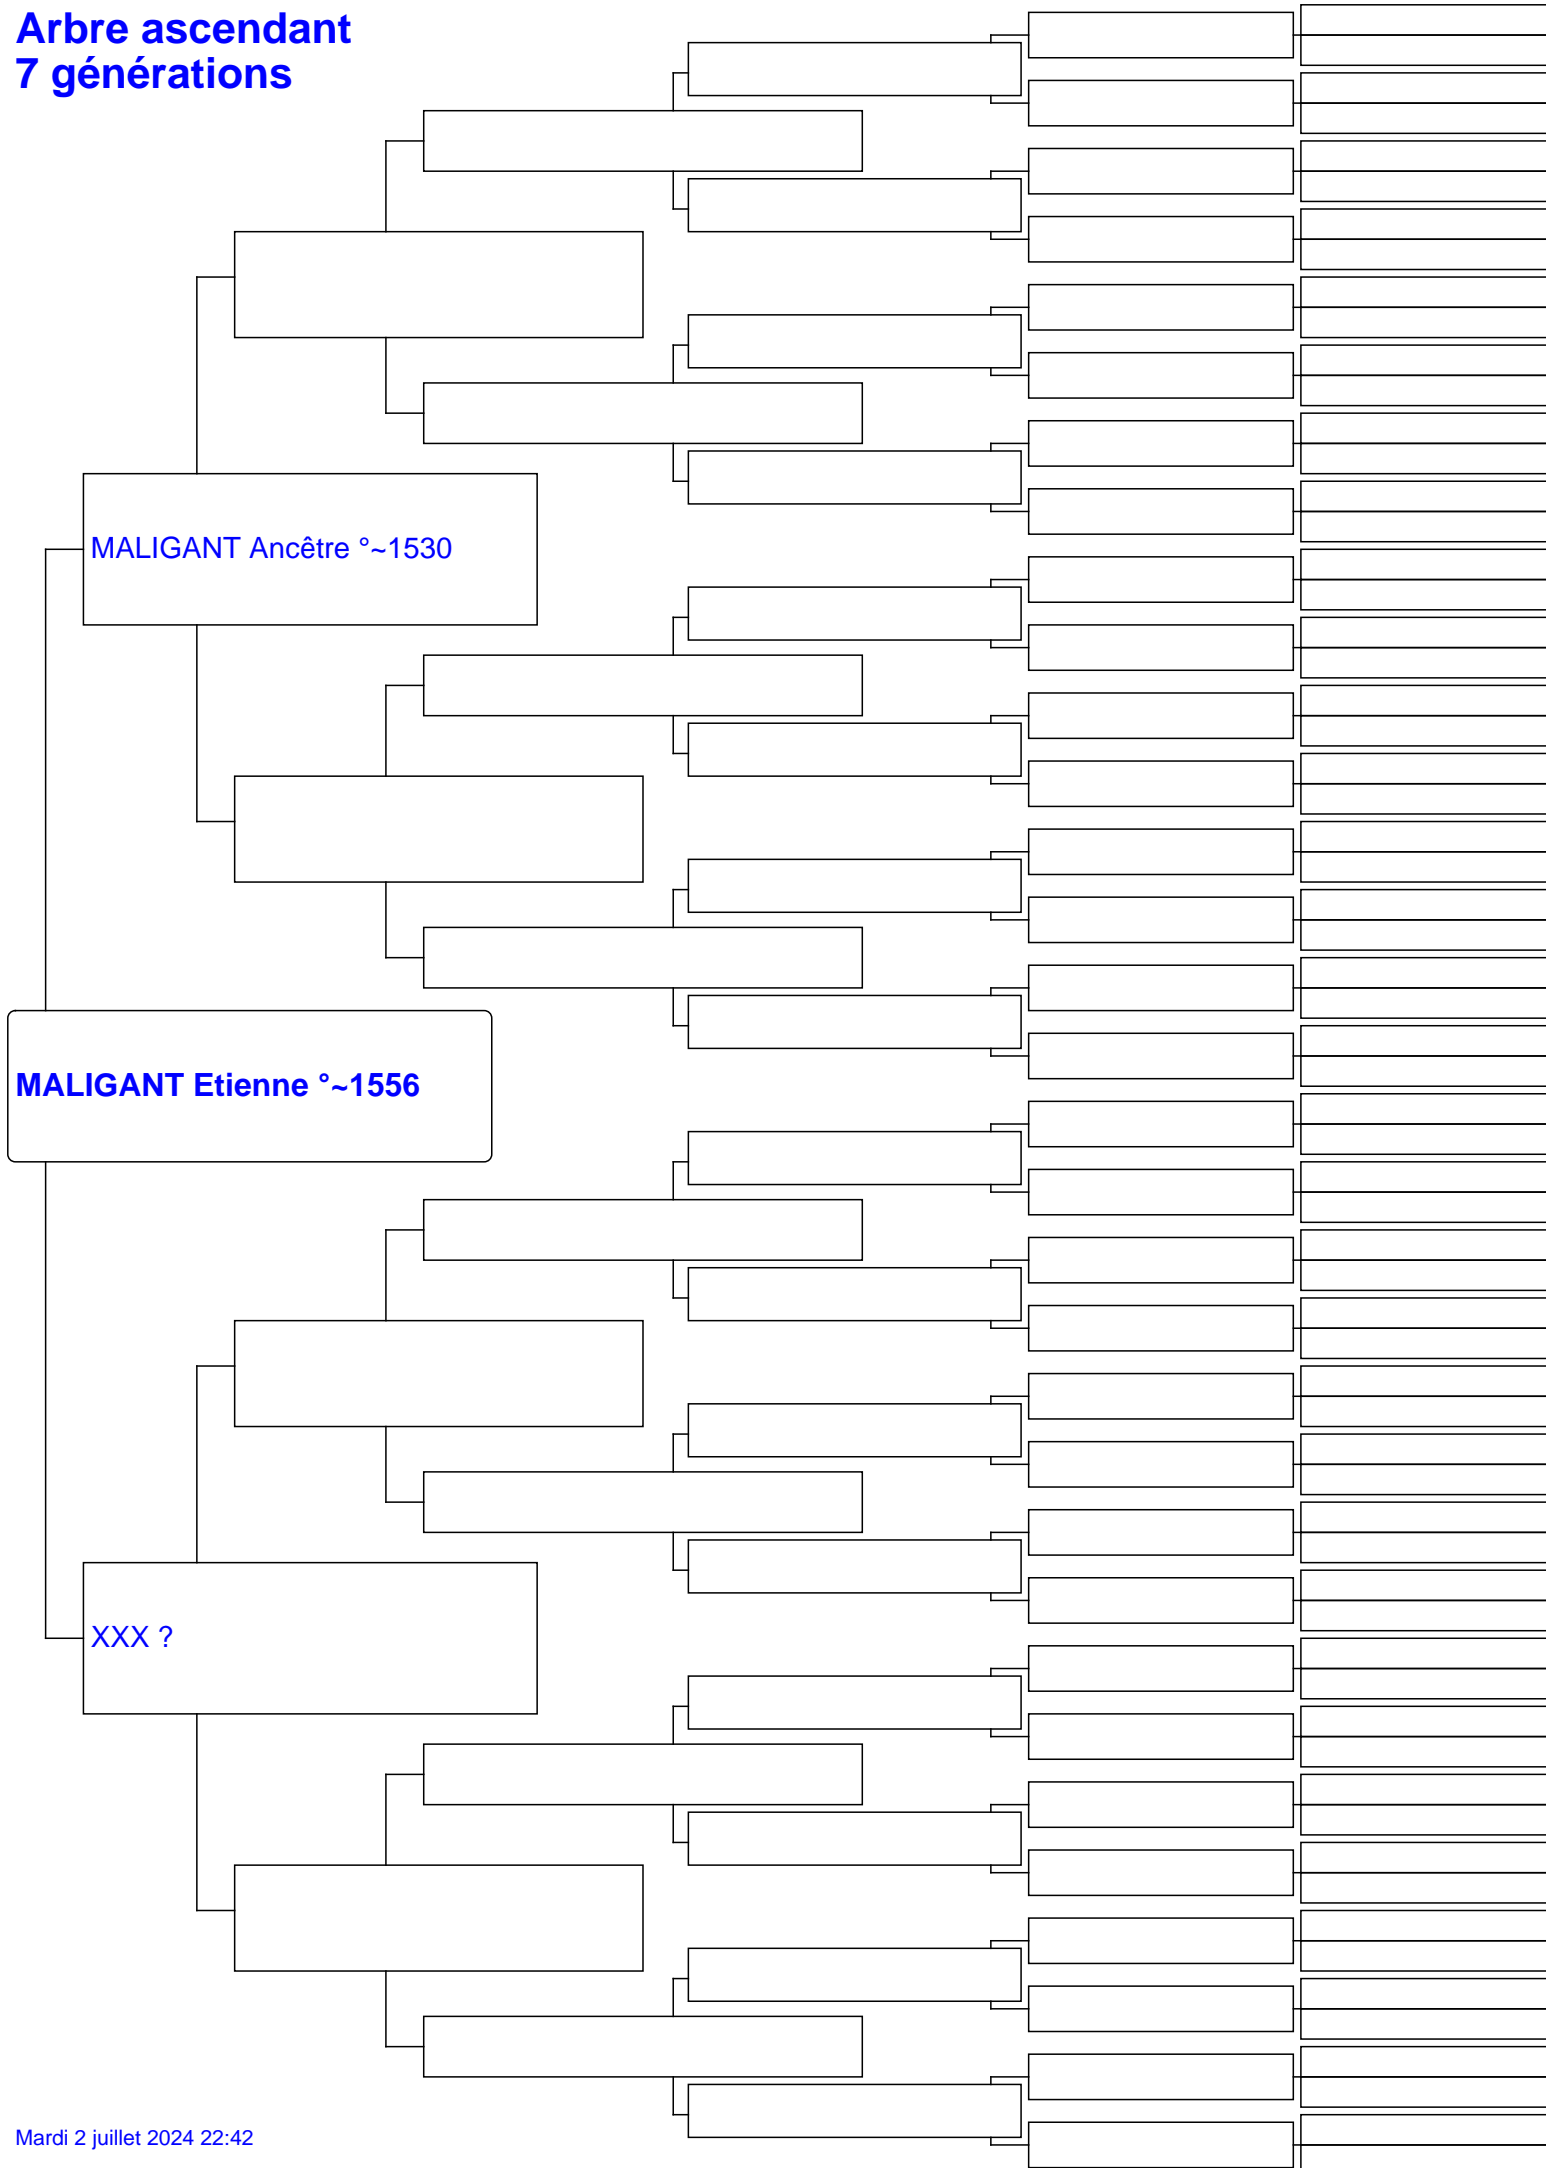 Arbre ascendant
7 générations
MALIGANT Ancêtre °~1530
MALIGANT Etienne °~1556
XXX ?
Mardi 2 juillet 2024 22:42